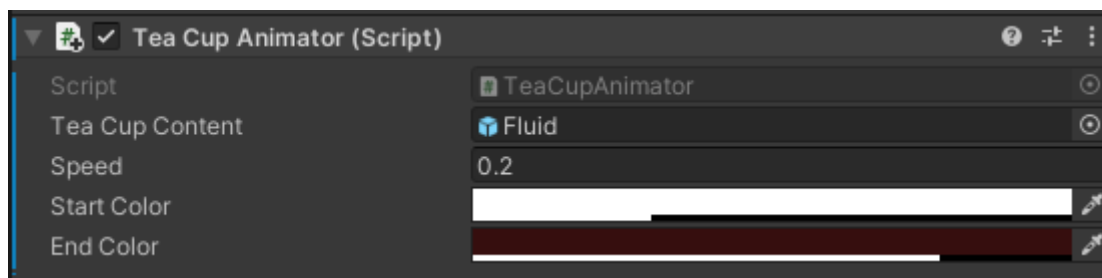 Tea Cup Animator (Script)
Script TeaCupAnimator
Tea Cup Content Fluid
Speed 0.2
Start Color
End Color